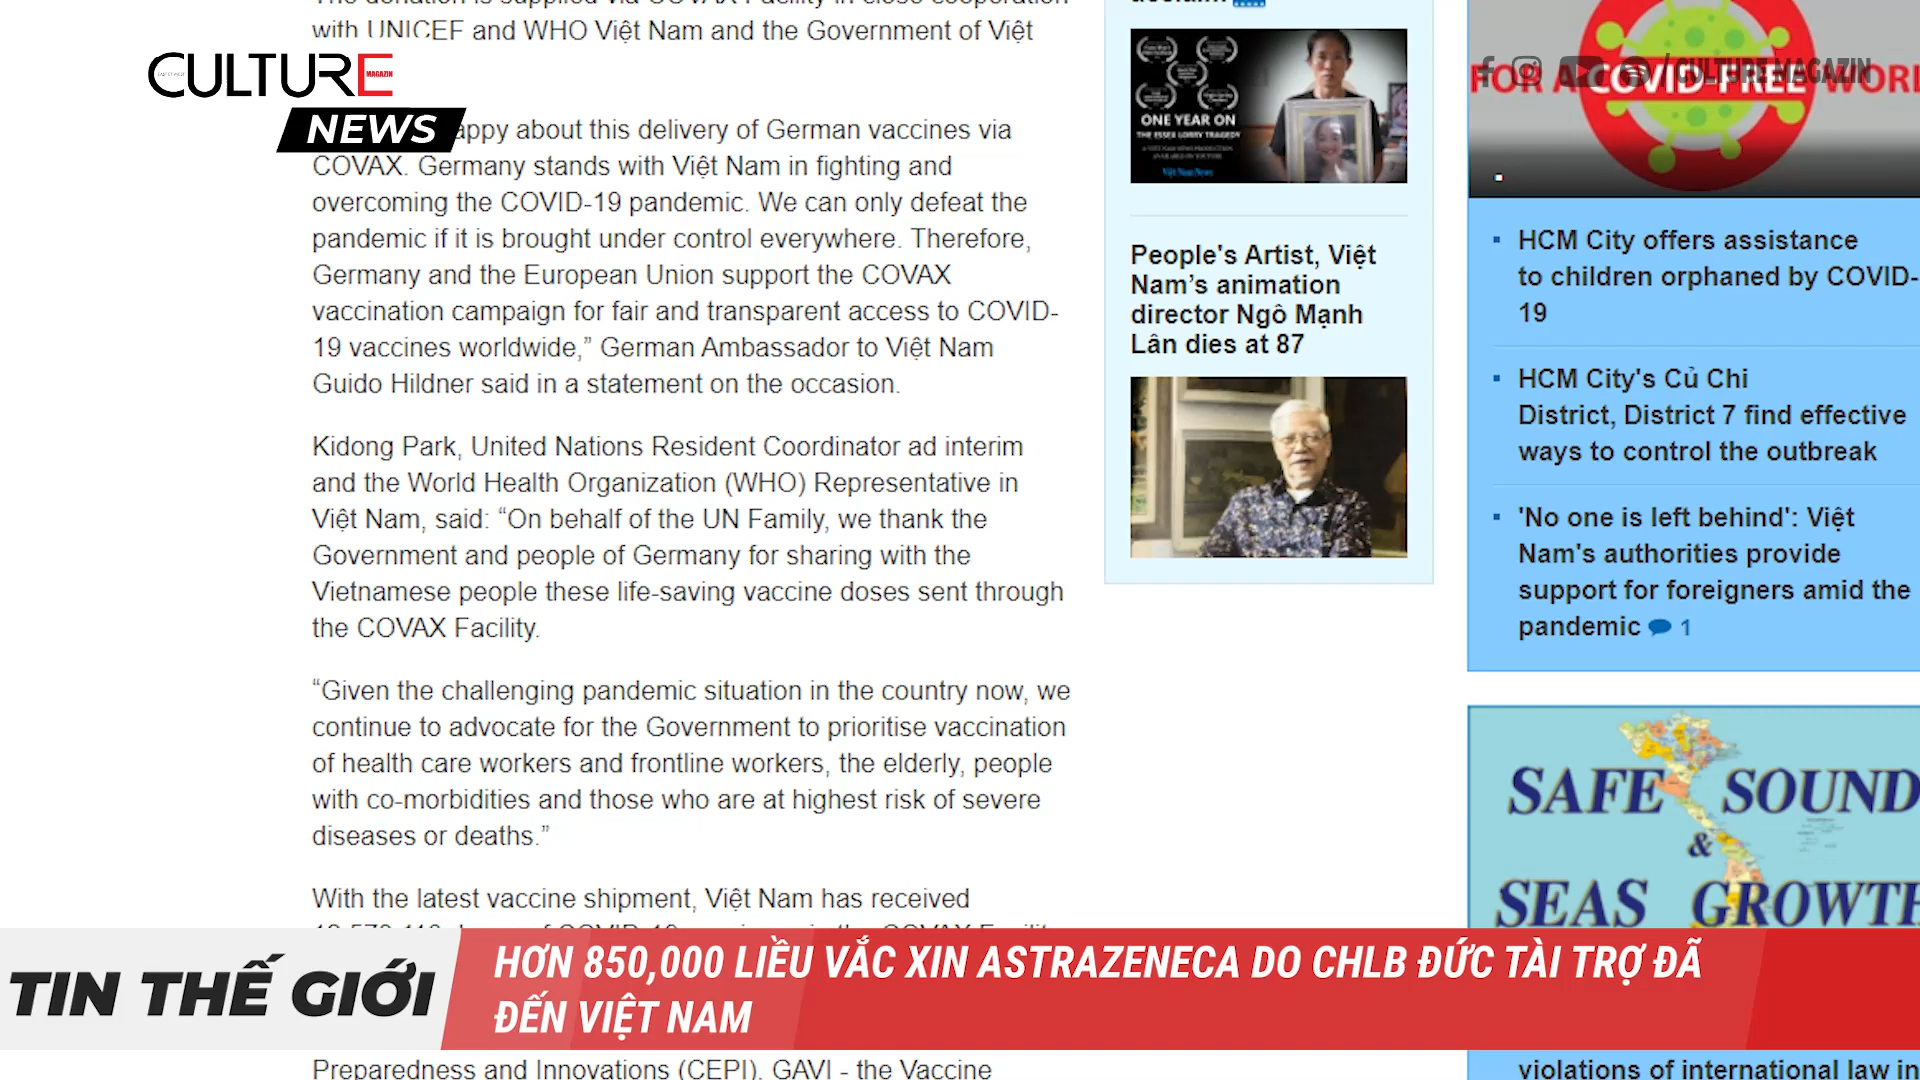 with UNICEF and WHO Việt Nam and the Government of Việt
CULTURE
MAGAZIN
NEWS
appy about this delivery of German vaccines via
COVAX. Germany stands with Việt Nam in fighting and
overcoming the COVID-19 pandemic. We can only defeat the
pandemic if it is brought under control everywhere. Therefore,
Germany and the European Union support the COVAX
vaccination campaign for fair and transparent access to COVID-
19 vaccines worldwide,” German Ambassador to Việt Nam
Guido Hildner said in a statement on the occasion.
Kidong Park, United Nations Resident Coordinator ad interim
and the World Health Organization (WHO) Representative in
Việt Nam, said: “On behalf of the UN Family, we thank the
Government and people of Germany for sharing with the
Vietnamese people these life-saving vaccine doses sent through
the COVAX Facility.
“Given the challenging pandemic situation in the country now, we
continue to advocate for the Government to prioritise vaccination
of health care workers and frontline workers, the elderly, people
with co-morbidities and those who are at highest risk of severe
diseases or deaths.”
With the latest vaccine shipment, Việt Nam has received
Preparedness and Innovations (CEPI), GAVI - the Vaccine
ONE YEAR ON
THE ESSEX LORRY TRAGEDY
Việt Nam News
People's Artist, Việt
Nam’s animation
director Ngô Mạnh
Lân dies at 87
/ CULTURE MAGAZIN
FOR A COVID-FREE WORL
HCM City offers assistance
to children orphaned by COVID-
19
HCM City's Củ Chi
District, District 7 find effective
ways to control the outbreak
'No one is left behind': Việt
Nam's authorities provide
support for foreigners amid the
pandemic 1
SAFE SOUND
&
SEAS GROWTH
violations of international law in
TIN THẾ GIỚI
HƠN 850,000 LIỀU VẮC XIN ASTRAZENECA DO CHLB ĐỨC TÀI TRỢ ĐÃ
ĐẾN VIỆT NAM